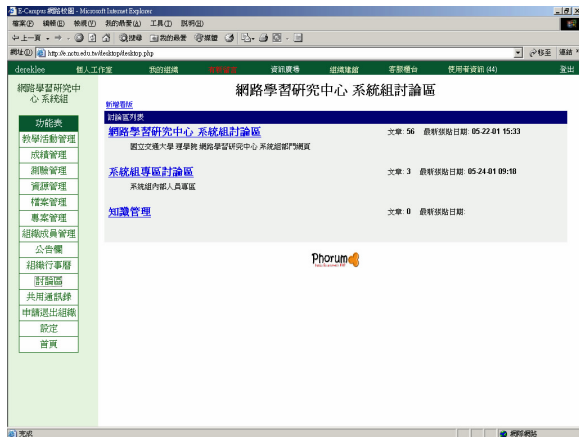 E-Campus 網路校園 - Microsoft Internet Explorer
檔案(F) 編輯(E) 檢視(V) 我的最愛(A) 工具(T) 說明(H)
上一頁 搜尋 我的最愛 媒體
網址(D) http://e.nctu.edu.tw/desktop/desktop.php 移至 連結
dereklee 個人工作室 我的組織 資訊廣場 組織建館 客服櫃台 使用者資訊 (44) 登出
網路學習研究中心 系統組
功能表
教學活動管理
成績管理
測驗管理
資源管理
檔案管理
專案管理
組織成員管理
公告欄
組織行事曆
討論區
共用通訊錄
申請退出組織
設定
首頁
網路學習研究中心 系統組討論區
新增看版
討論區列表
網路學習研究中心 系統組討論區 文章: 56 最新張貼日期: 05-22-01 15:33
國立交通大學 理學院 網路學習研究中心 系統組部門網頁
系統組專區討論區 文章: 3 最新張貼日期: 05-24-01 09:18
系統組內部人員專區
知識管理 文章: 0 最新張貼日期:
Phorum
完成 網際網路